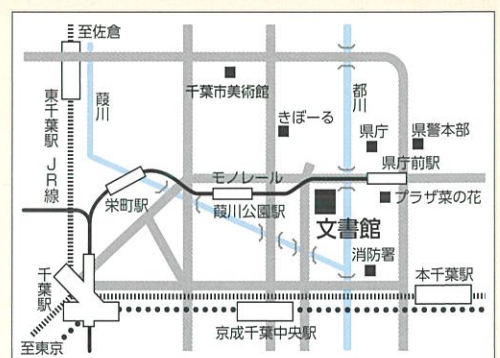 至佐倉
東千葉駅
JR線
葭川
千葉市美術館
きぼーる
都川
県庁
県警本部
モノレール
県庁前駅
栄町駅
葭川公園駅
文書館
プラザ菜の花
消防署
千葉駅
本千葉駅
京成千葉中央駅
至東京